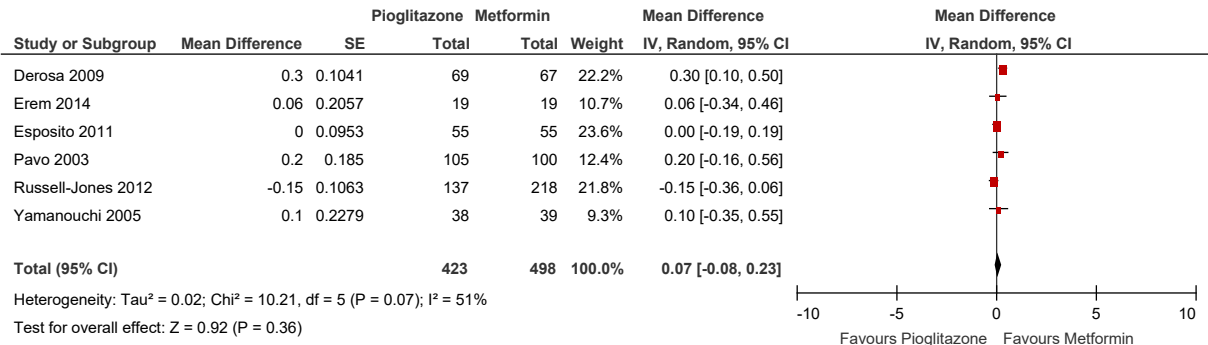 Pioglitazone Metformin Mean Difference Mean Difference
Study or Subgroup Mean Difference SE Total Total Weight IV, Random, 95% CI IV, Random, 95% CI
Derosa 2009 0.3 0.1041 69 67 22.2% 0.30 [0.10, 0.50]
Erem 2014 0.06 0.2057 19 19 10.7% 0.06 [-0.34, 0.46]
Esposito 2011 0 0.0953 55 55 23.6% 0.00 [-0.19, 0.19]
Pavo 2003 0.2 0.185 105 100 12.4% 0.20 [-0.16, 0.56]
Russell-Jones 2012 -0.15 0.1063 137 218 21.8% -0.15 [-0.36, 0.06]
Yamanouchi 2005 0.1 0.2279 38 39 9.3% 0.10 [-0.35, 0.55]
Total (95% CI) 423 498 100.0% 0.07 [-0.08, 0.23]
Heterogeneity: Tau² = 0.02; Chi² = 10.21, df = 5 (P = 0.07); I² = 51%
Test for overall effect: Z = 0.92 (P = 0.36)
-10 -5 0 5 10
Favours Pioglitazone Favours Metformin